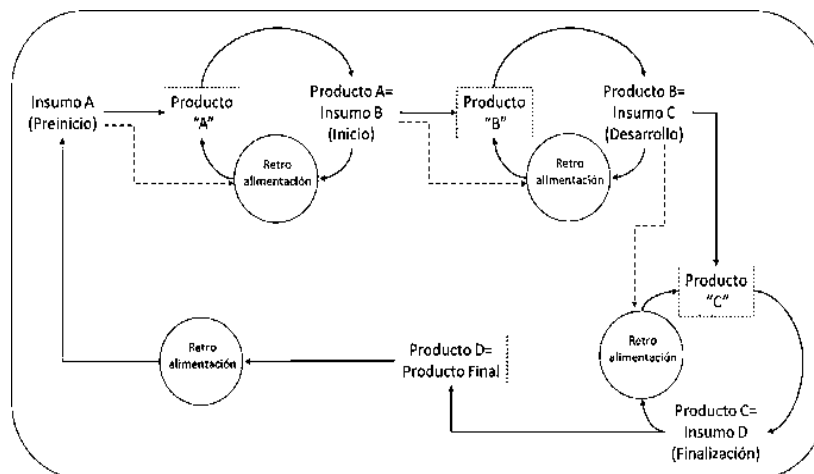 Insumo A
(Preinicio)
Producto
"A"
Producto A=
Insumo B
(Inicio)
Retro
alimentación
Producto
"B"
Producto B=
Insumo C
(Desarrollo)
Retro
alimentación
Producto
"C"
Retro
alimentación
Producto C=
Insumo D
(Finalización)
Producto D=
Producto Final
Retro
alimentación